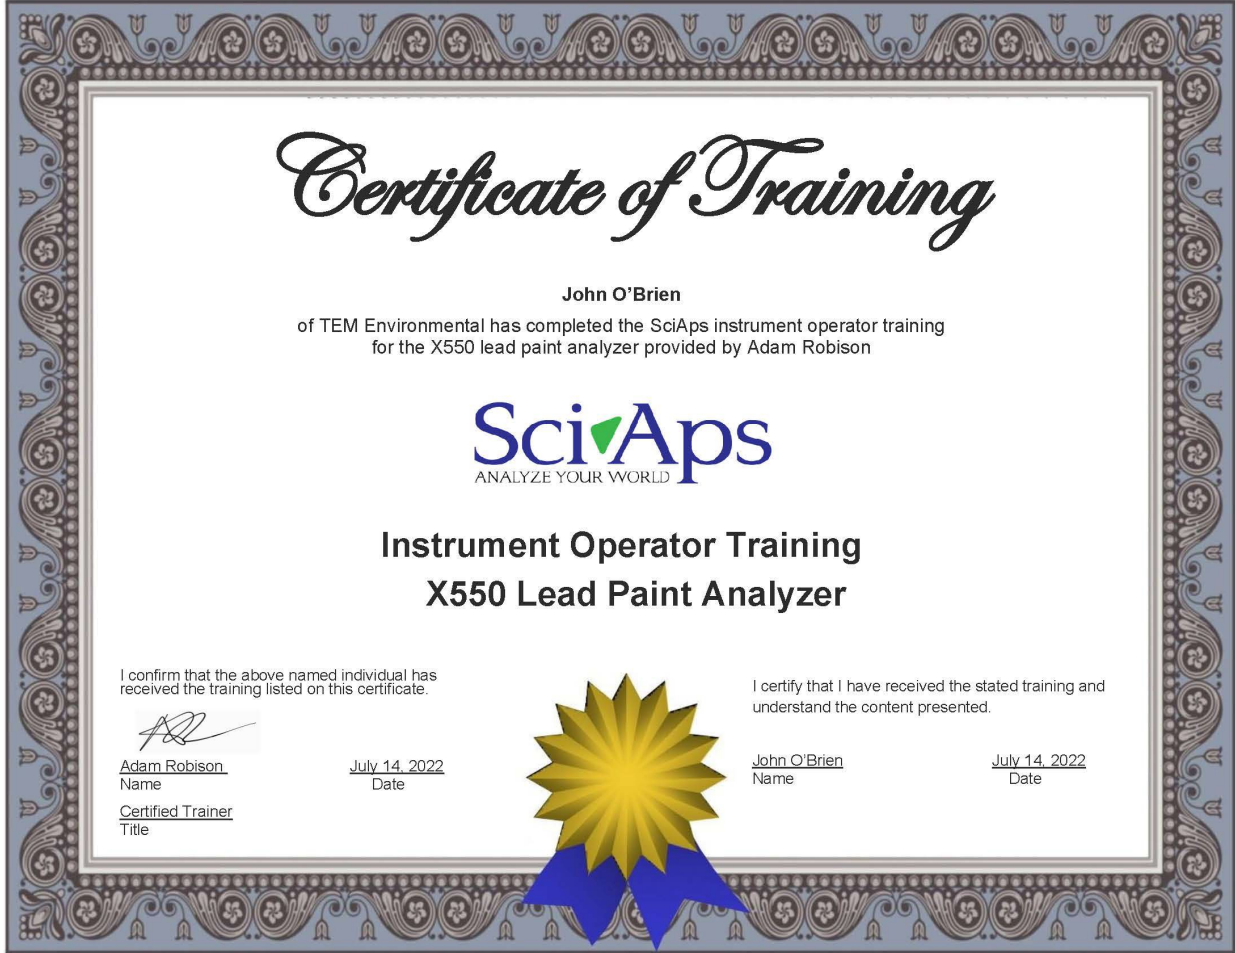 Certificate of Training
John O’Brien
of TEM Environmental has completed the SciAps instrument operator training
for the X550 lead paint analyzer provided by Adam Robison
SciAps
ANALYZE YOUR WORLD
Instrument Operator Training
X550 Lead Paint Analyzer
I confirm that the above named individual has
received the training listed on this certificate.
Adam Robison
Name
July 14, 2022
Date
Certified Trainer
Title
I certify that I have received the stated training and
understand the content presented.
John O’Brien
Name
July 14, 2022
Date